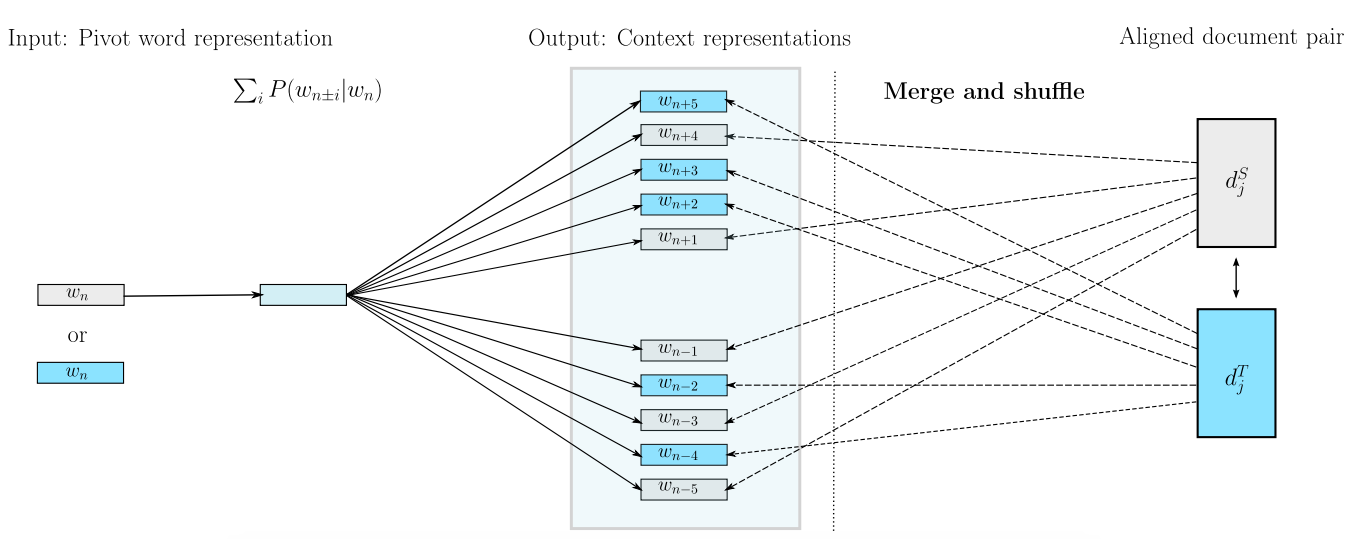 Input: Pivot word representation
Output: Context representations
Aligned document pair
∑_i P(w_{n±i}|w_n)
Merge and shuffle
w_{n+5}
w_{n+4}
w_{n+3}
w_{n+2}
w_{n+1}
w_n
or
w_n
w_{n−1}
w_{n−2}
w_{n−3}
w_{n−4}
w_{n−5}
d_j^S
d_j^T